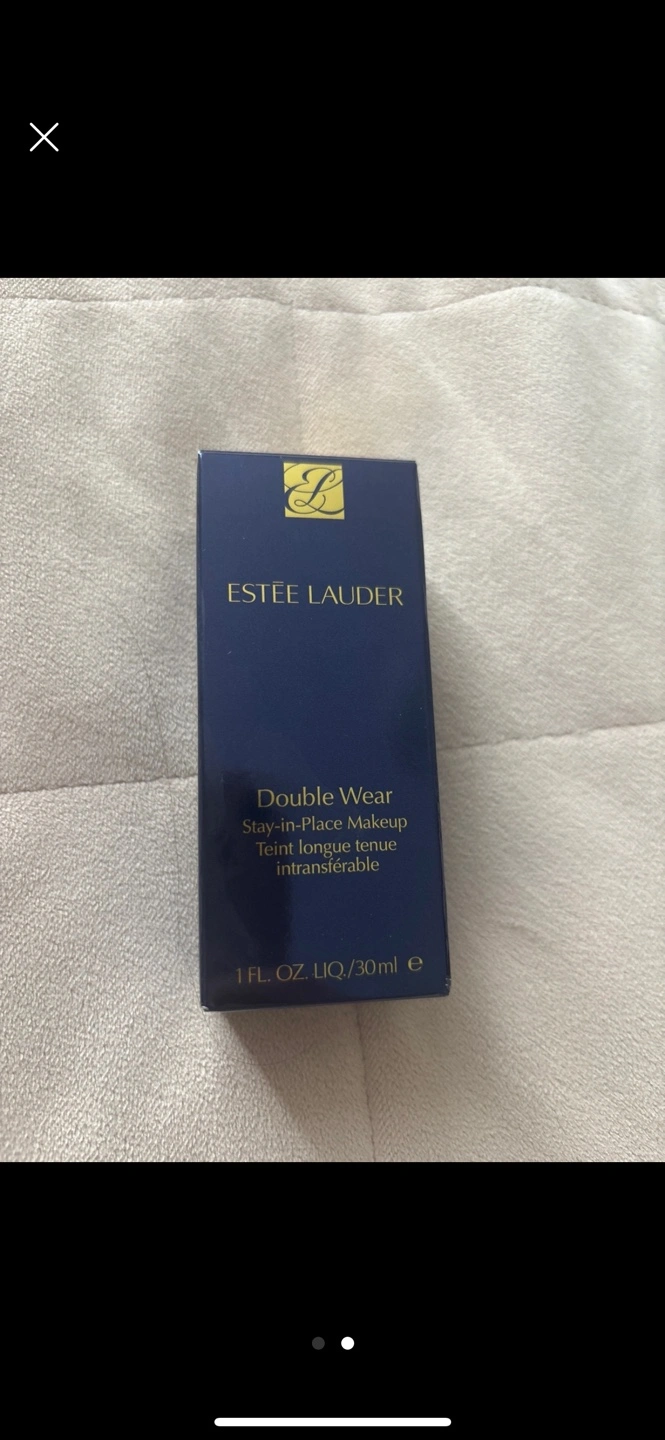 ESTĒE LAUDER
Double Wear
Stay-in-Place Makeup
Teint longue tenue
intransférable
1 FL. OZ. LIQ./30 ml ℮